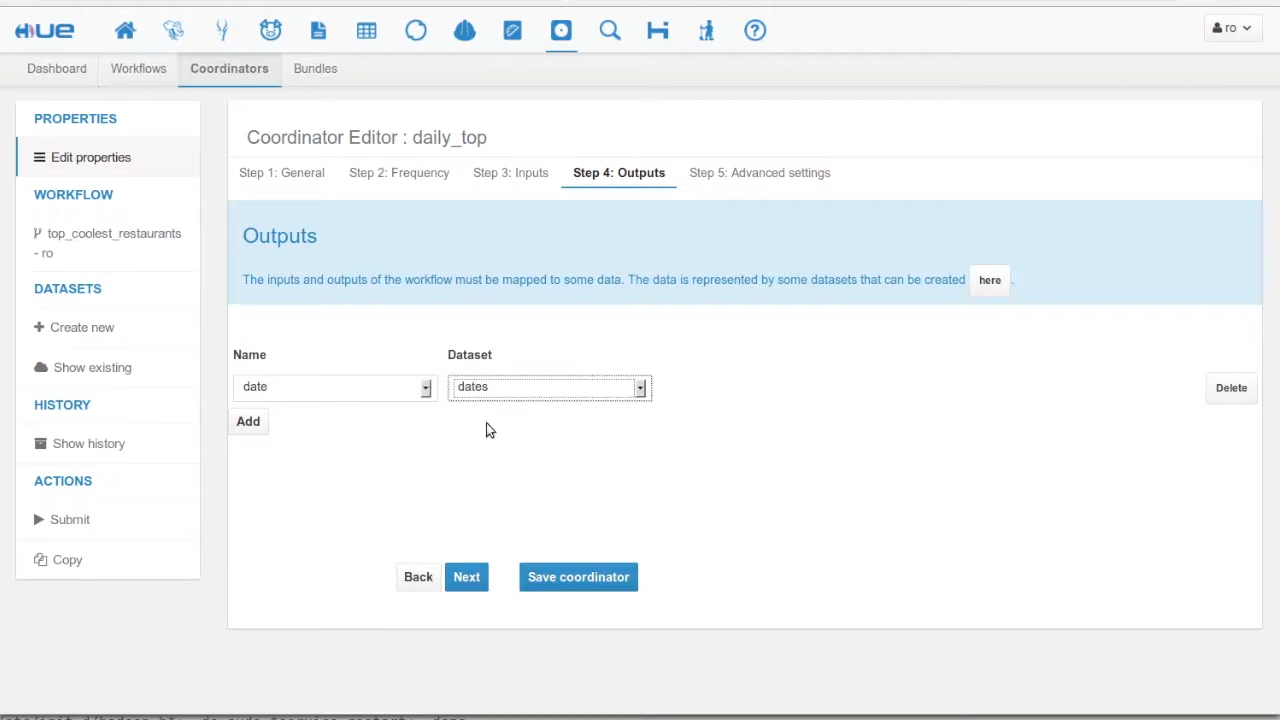 HUE
ro
Dashboard
Workflows
Coordinators
Bundles
PROPERTIES
Edit properties
WORKFLOW
top_coolest_restaurants
- ro
DATASETS
Create new
Show existing
HISTORY
Show history
ACTIONS
Submit
Copy
Coordinator Editor : daily_top
Step 1: General
Step 2: Frequency
Step 3: Inputs
Step 4: Outputs
Step 5: Advanced settings
Outputs
The inputs and outputs of the workflow must be mapped to some data. The data is represented by some datasets that can be created here .
Name
Dataset
date
dates
Delete
Add
Back
Next
Save coordinator